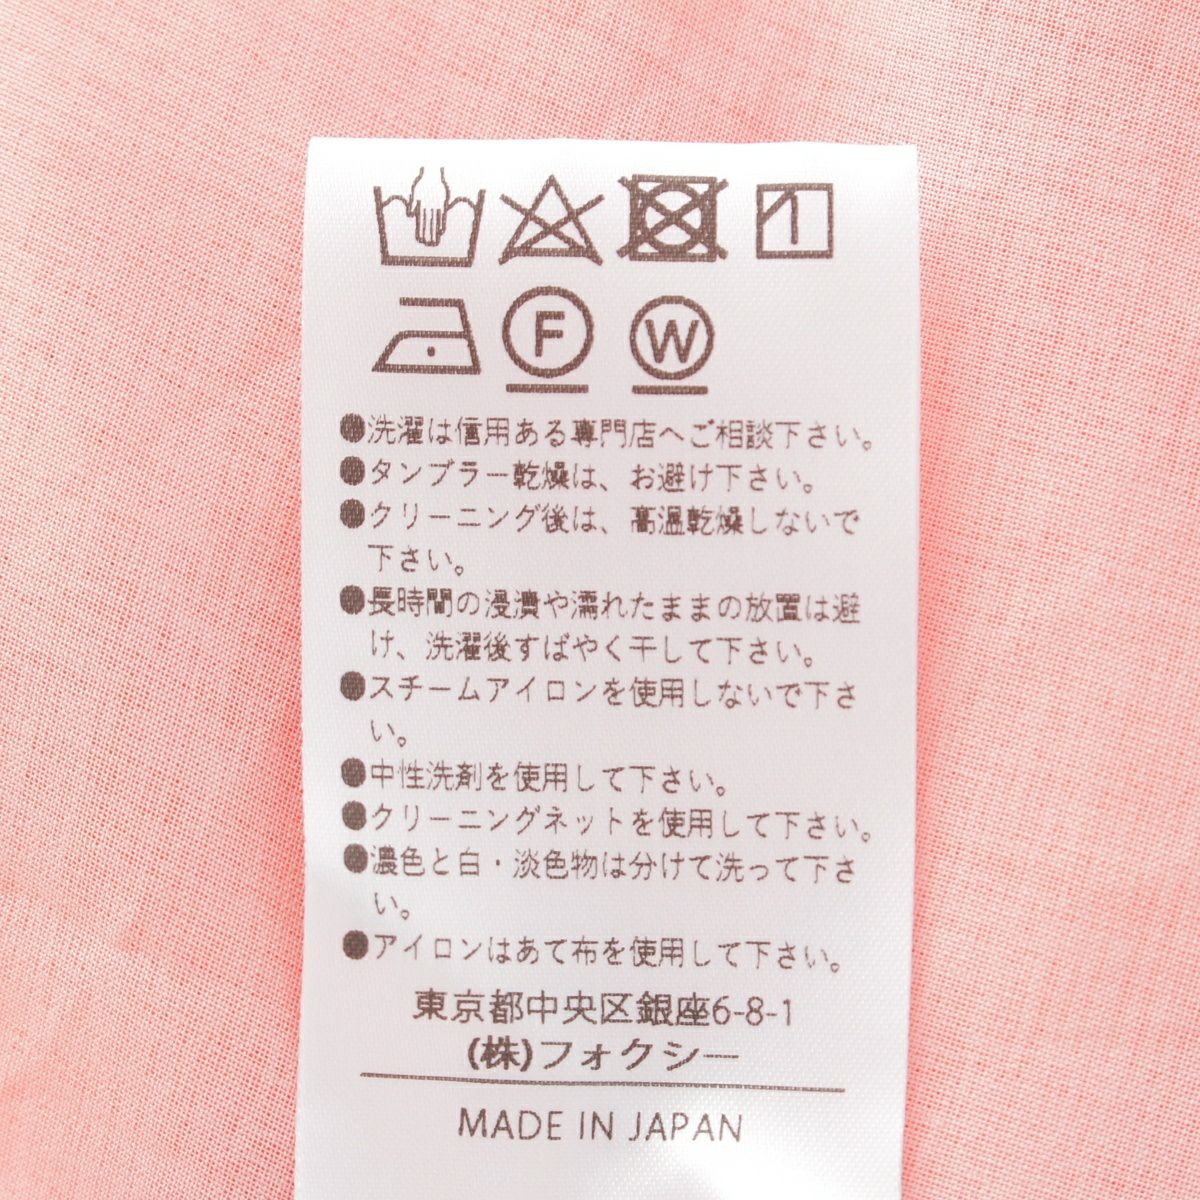 F W
●洗濯は信用ある専門店へご相談下さい。
●タンブラー乾燥は、お避け下さい。
●クリーニング後は、高温乾燥しないで
下さい。
●長時間の浸漬や濡れたままの放置は避
け、洗濯後すばやく干して下さい。
●スチームアイロンを使用しないで下さ
い。
●中性洗剤を使用して下さい。
●クリーニングネットを使用して下さい。
●濃色と白・淡色物は分けて洗って下さ
い。
●アイロンはあて布を使用して下さい。
東京都中央区銀座6-8-1
(株)フォクシー
MADE IN JAPAN